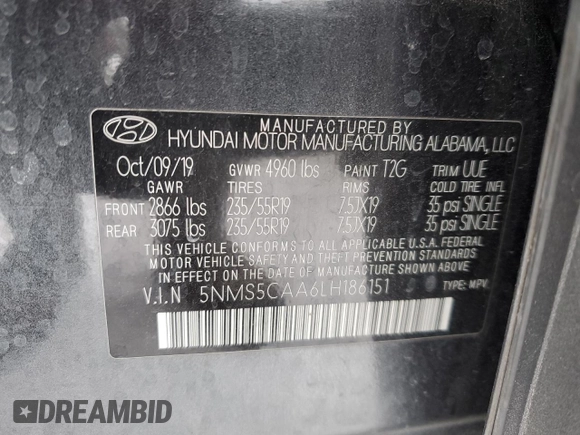 MANUFACTURED BY
HYUNDAI MOTOR MANUFACTURING ALABAMA, LLC
Oct/09/19 GVWR 4960 lbs PAINT T2G TRIM UUE
GAWR TIRES RIMS COLD TIRE INFL
FRONT 2866 lbs 235/55R19 7.5JX19 35 psi SINGLE
REAR 3075 lbs 235/55R19 7.5JX19 35 psi SINGLE
THIS VEHICLE CONFORMS TO ALL APPLICABLE U.S.A. FEDERAL
MOTOR VEHICLE SAFETY AND THEFT PREVENTION STANDARDS
IN EFFECT ON THE DATE OF MANUFACTURE SHOWN ABOVE.
V.I.N 5NMS5CAA6LH186151 TYPE: MPV
DREAMBID